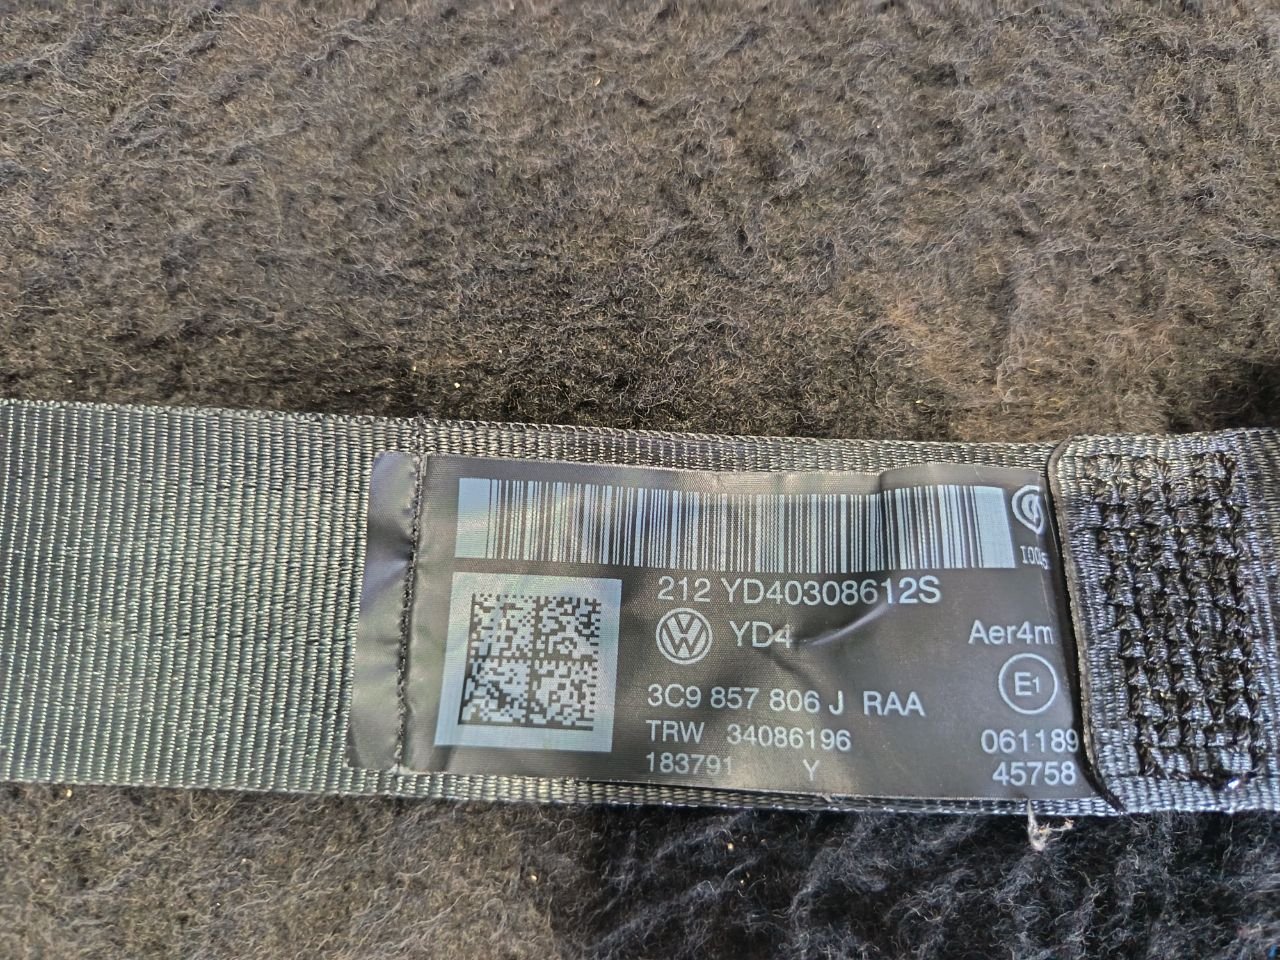 212 YD40308612S
YD4
Aer4m
E1
3C9 857 806 J RAA
TRW 34086196
061189
183791 Y
45758